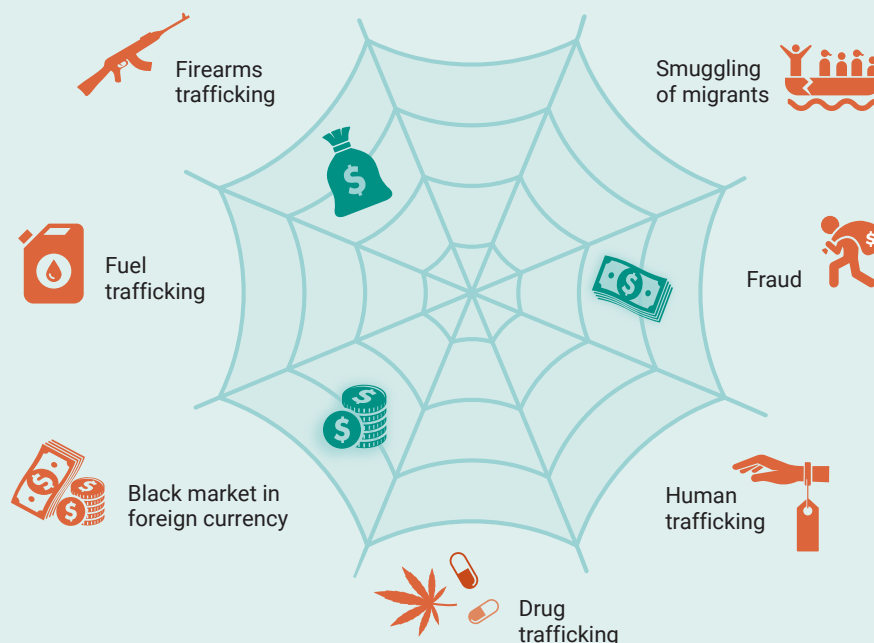 Firearms
trafficking
Smuggling
of migrants
$
Fuel
trafficking
$
Fraud
$
$
$
$
$
Black market in
foreign currency
Human
trafficking
Drug
trafficking